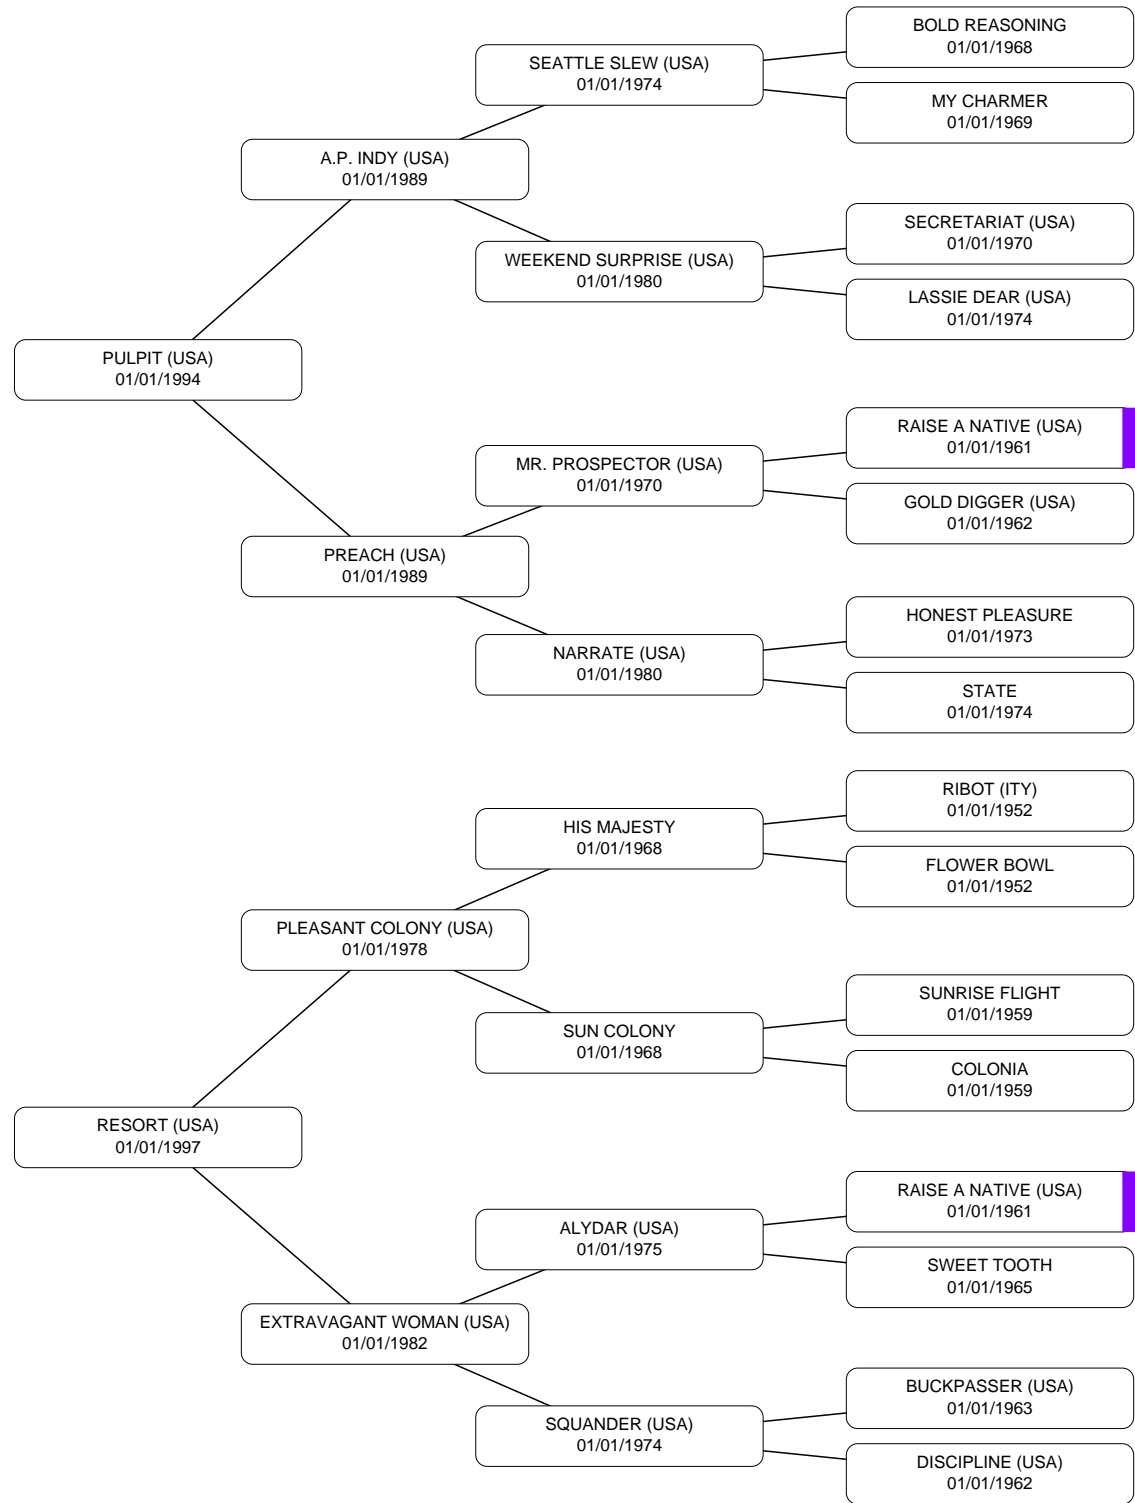 BOLD REASONING
01/01/1968
SEATTLE SLEW (USA)
01/01/1974
MY CHARMER
01/01/1969
A.P. INDY (USA)
01/01/1989
SECRETARIAT (USA)
01/01/1970
WEEKEND SURPRISE (USA)
01/01/1980
LASSIE DEAR (USA)
01/01/1974
PULPIT (USA)
01/01/1994
RAISE A NATIVE (USA)
01/01/1961
MR. PROSPECTOR (USA)
01/01/1970
GOLD DIGGER (USA)
01/01/1962
PREACH (USA)
01/01/1989
HONEST PLEASURE
01/01/1973
NARRATE (USA)
01/01/1980
STATE
01/01/1974
RIBOT (ITY)
01/01/1952
HIS MAJESTY
01/01/1968
FLOWER BOWL
01/01/1952
PLEASANT COLONY (USA)
01/01/1978
SUNRISE FLIGHT
01/01/1959
SUN COLONY
01/01/1968
COLONIA
01/01/1959
RESORT (USA)
01/01/1997
RAISE A NATIVE (USA)
01/01/1961
ALYDAR (USA)
01/01/1975
SWEET TOOTH
01/01/1965
EXTRAVAGANT WOMAN (USA)
01/01/1982
BUCKPASSER (USA)
01/01/1963
SQUANDER (USA)
01/01/1974
DISCIPLINE (USA)
01/01/1962